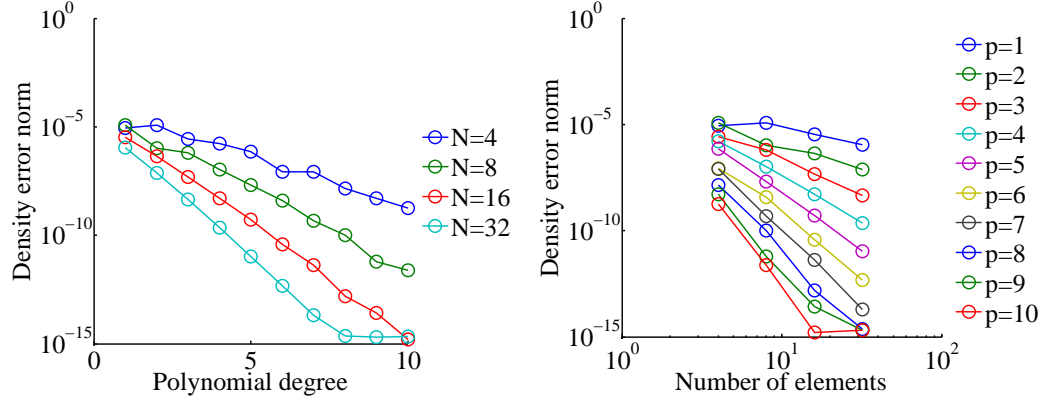 10^0
10^-5
10^-10
10^-15
Density error norm
0
5
10
Polynomial degree
N=4
N=8
N=16
N=32
10^0
10^-5
10^-10
10^-15
Density error norm
10^0
10^1
10^2
Number of elements
p=1
p=2
p=3
p=4
p=5
p=6
p=7
p=8
p=9
p=10